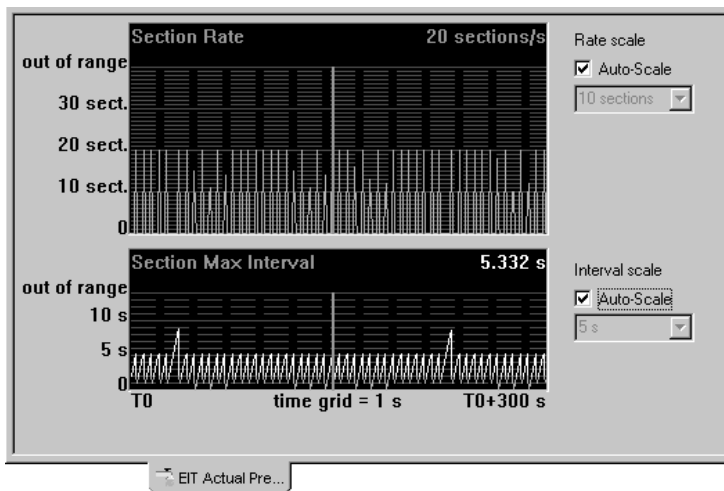 Section Rate 20 sections/s
out of range
30 sect.
20 sect.
10 sect.
0
Rate scale
Auto-Scale
10 sections
Section Max Interval 5.332 s
out of range
10 s
5 s
0
T0 time grid = 1 s T0+300 s
Interval scale
Auto-Scale
5 s
EIT Actual Pre...